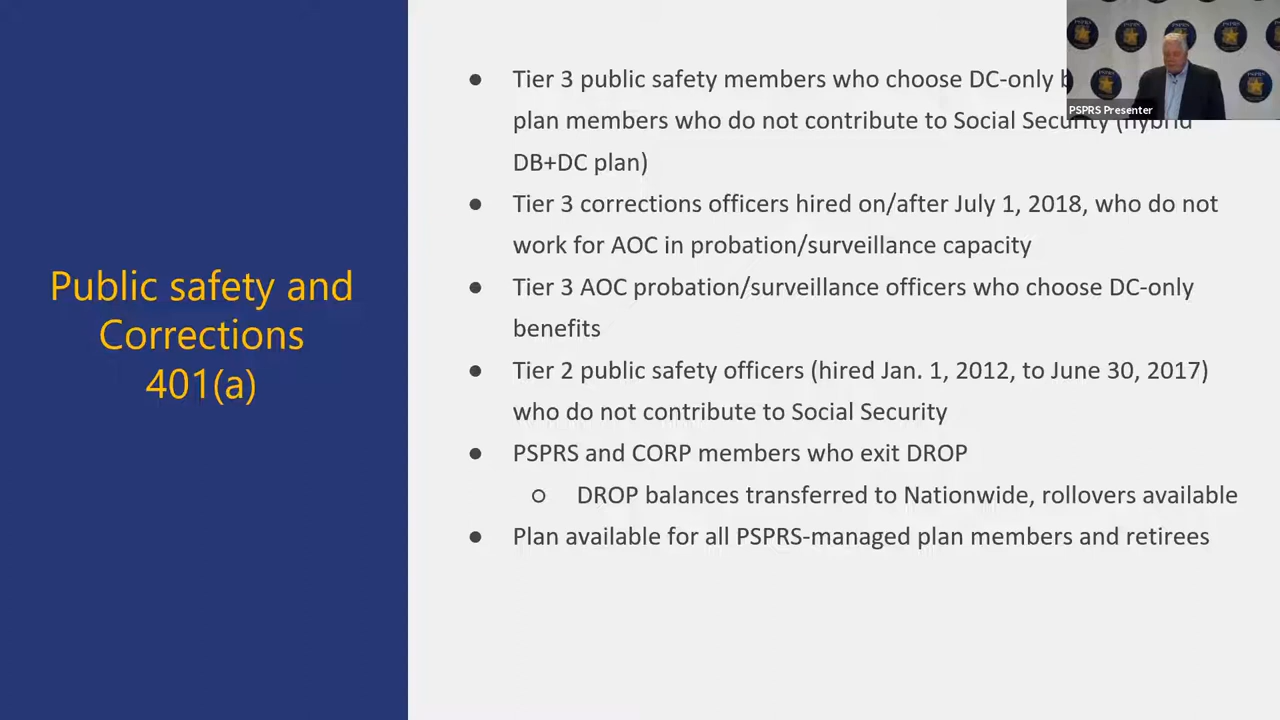 Public safety and
Corrections
401(a)
● Tier 3 public safety members who choose DC-only
plan members who do not contribute to Social Security (hybrid
DB+DC plan)
● Tier 3 corrections officers hired on/after July 1, 2018, who do not
work for AOC in probation/surveillance capacity
● Tier 3 AOC probation/surveillance officers who choose DC-only
benefits
● Tier 2 public safety officers (hired Jan. 1, 2012, to June 30, 2017)
who do not contribute to Social Security
● PSPRS and CORP members who exit DROP
○ DROP balances transferred to Nationwide, rollovers available
● Plan available for all PSPRS-managed plan members and retirees
PSPRS Presenter